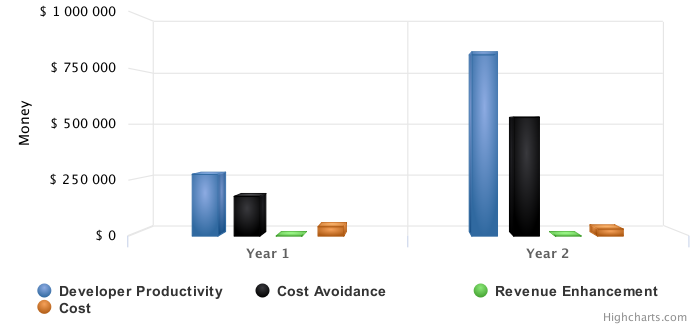 $ 1 000 000
$ 750 000
$ 500 000
$ 250 000
$ 0
Money
Year 1
Year 2
Developer Productivity
Cost Avoidance
Revenue Enhancement
Cost
Highcharts.com